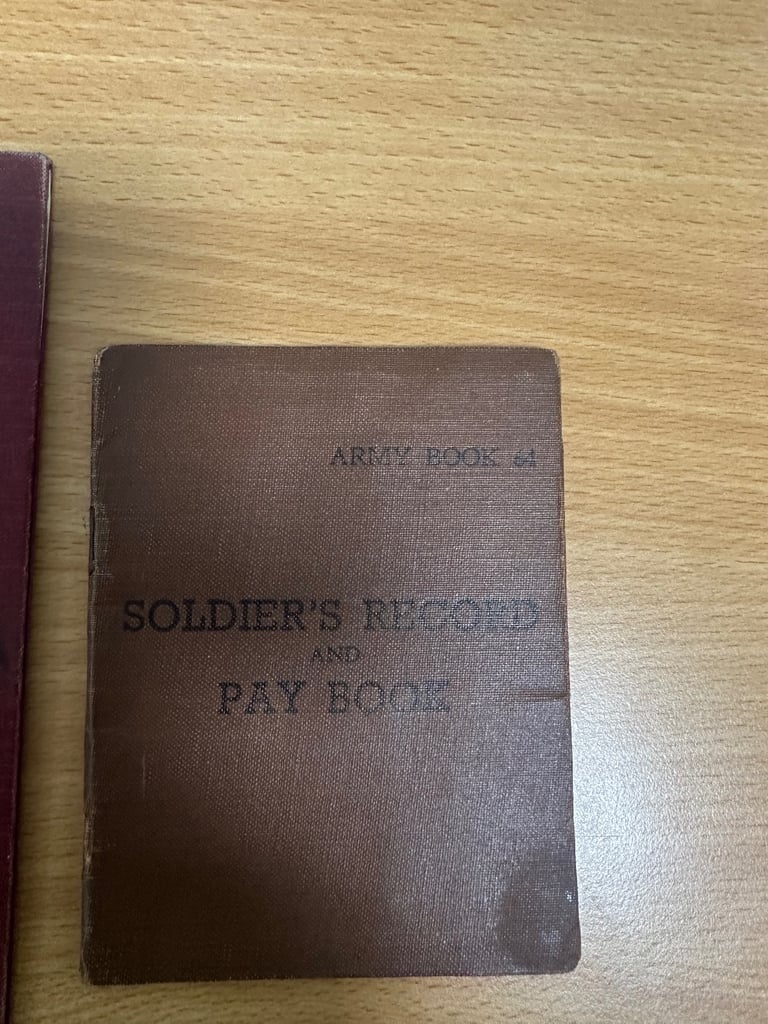 ARMY BOOK 64
SOLDIER'S RECORD
AND
PAY BOOK